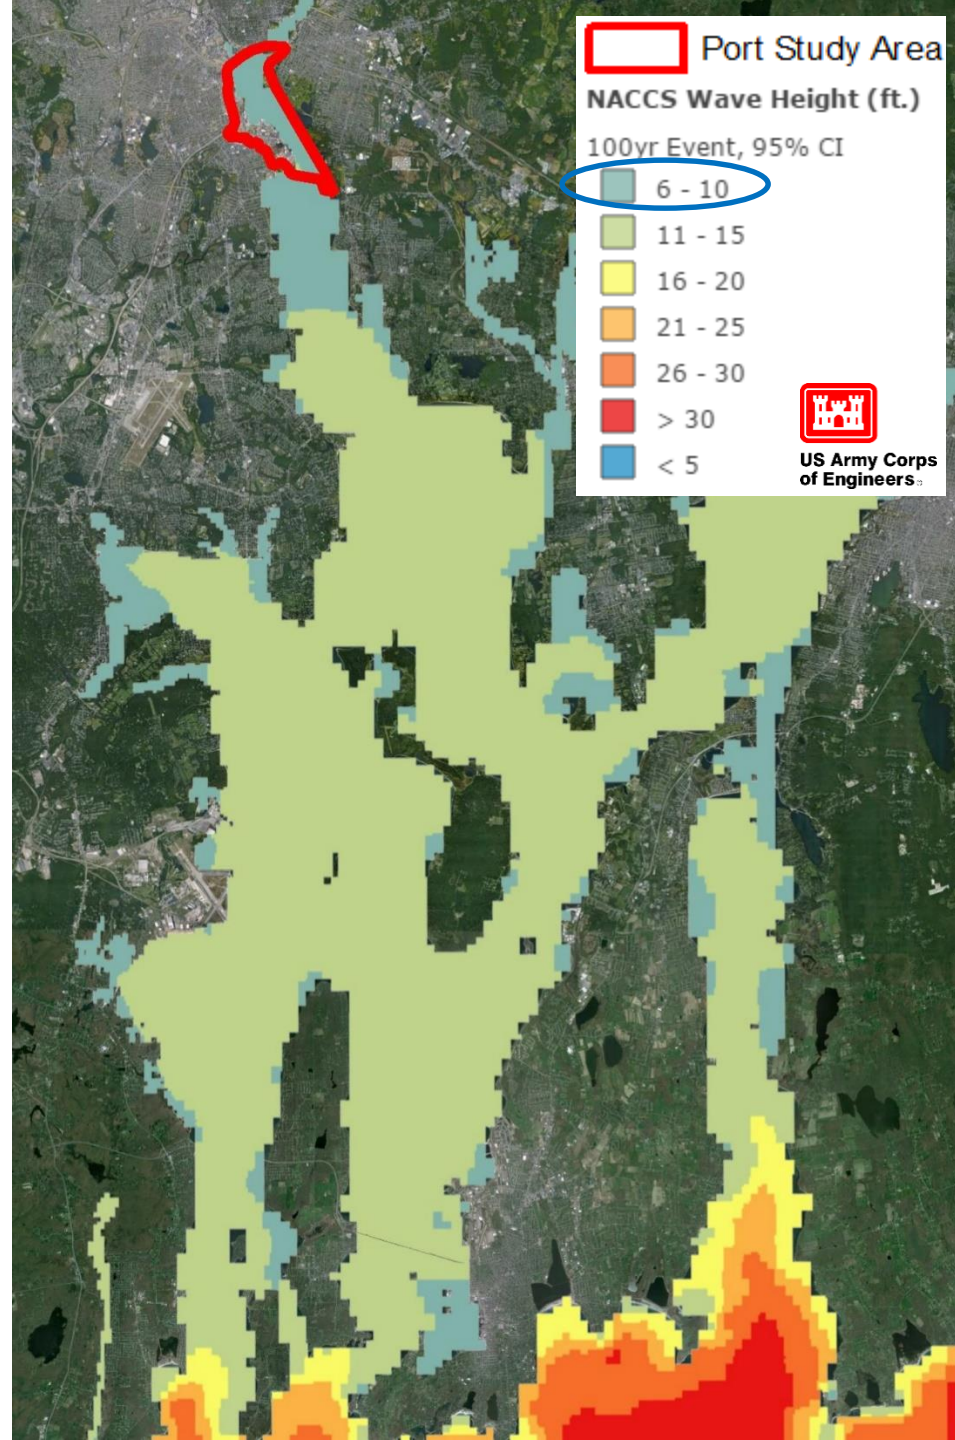 Port Study Area
NACCS Wave Height (ft.)
100yr Event, 95% CI
6 - 10
11 - 15
16 - 20
21 - 25
26 - 30
> 30
< 5
US Army Corps
of Engineers